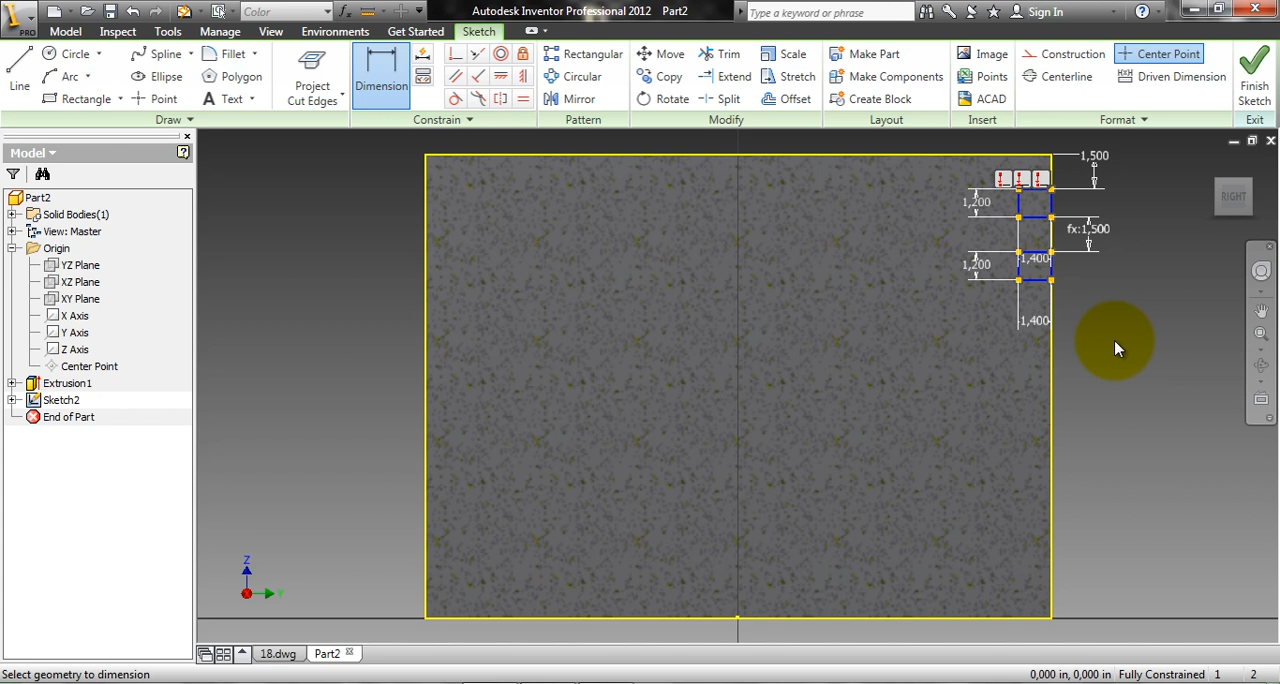 Color
Autodesk Inventor Professional 2012 Part2
Type a keyword or phrase
Sign In
PRO
Model Inspect Tools Manage View Environments Get Started Sketch
Line
Circle
Arc
Rectangle
Spline
Ellipse
Point
Fillet
Polygon
Text
Project
Cut Edges
Dimension
Rectangular
Circular
Mirror
Move
Copy
Rotate
Trim
Extend
Split
Scale
Stretch
Offset
Make Part
Make Components
Create Block
Image
Points
ACAD
Construction
Centerline
Center Point
Driven Dimension
Finish
Sketch
Draw Constrain Pattern Modify Layout Insert Format Exit
Model
Part2
Solid Bodies(1)
View: Master
Origin
YZ Plane
XZ Plane
XY Plane
X Axis
Y Axis
Z Axis
Center Point
Extrusion1
Sketch2
End of Part
1,500
1,200
fx:1,500
1,400
1,200
1,400
RIGHT
Z
Y
18.dwg Part2
Select geometry to dimension
0,000 in, 0,000 in Fully Constrained 1 2